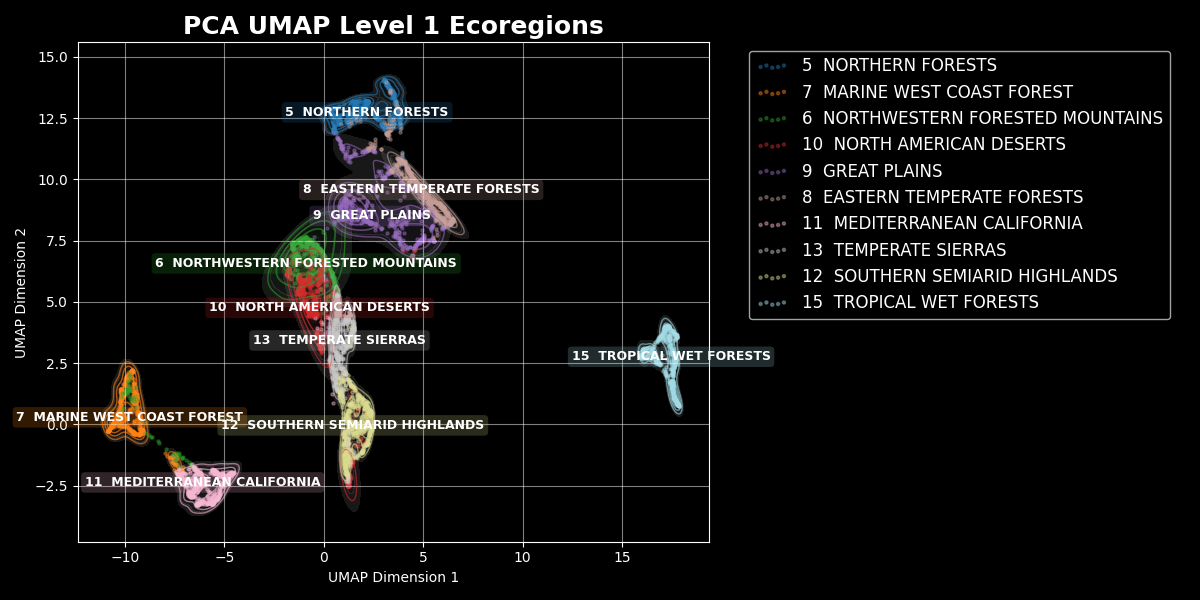 PCA UMAP Level 1 Ecoregions
15.0
12.5
10.0
7.5
5.0
2.5
0.0
−2.5
UMAP Dimension 2
5  NORTHERN FORESTS
8  EASTERN TEMPERATE FORESTS
9  GREAT PLAINS
6  NORTHWESTERN FORESTED MOUNTAINS
10  NORTH AMERICAN DESERTS
13  TEMPERATE SIERRAS
15  TROPICAL WET FORESTS
7  MARINE WEST COAST FOREST
12  SOUTHERN SEMIARID HIGHLANDS
11  MEDITERRANEAN CALIFORNIA
−10
−5
0
5
10
15
UMAP Dimension 1
5  NORTHERN FORESTS
7  MARINE WEST COAST FOREST
6  NORTHWESTERN FORESTED MOUNTAINS
10  NORTH AMERICAN DESERTS
9  GREAT PLAINS
8  EASTERN TEMPERATE FORESTS
11  MEDITERRANEAN CALIFORNIA
13  TEMPERATE SIERRAS
12  SOUTHERN SEMIARID HIGHLANDS
15  TROPICAL WET FORESTS